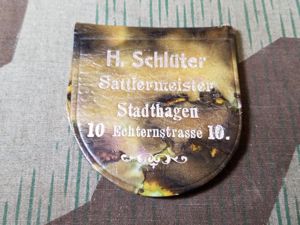 H. Schlüter
Sattlermeister
Stadthagen
10 Echternstrasse 10.